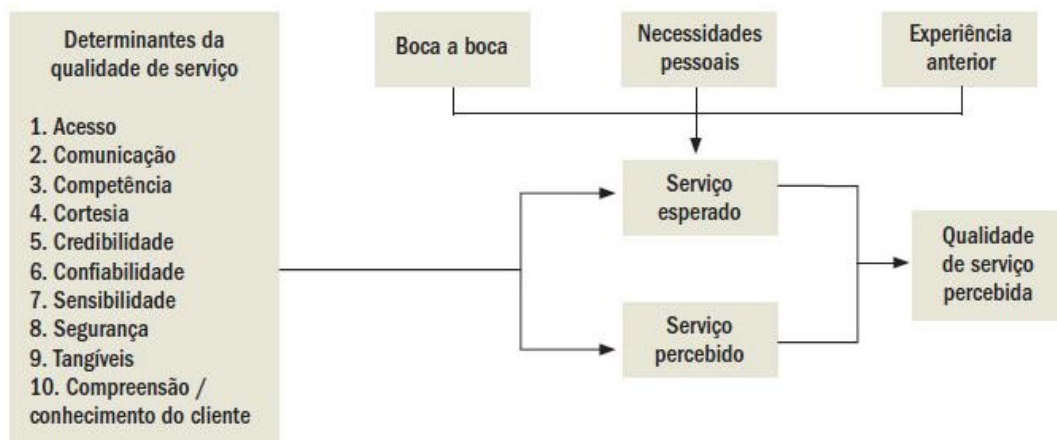 Determinantes da
qualidade de serviço
1. Acesso
2. Comunicação
3. Competência
4. Cortesia
5. Credibilidade
6. Confiabilidade
7. Sensibilidade
8. Segurança
9. Tangíveis
10. Compreensão /
conhecimento do cliente
Boca a boca
Necessidades
pessoais
Experiência
anterior
Serviço
esperado
Serviço
percebido
Qualidade
de serviço
percebida